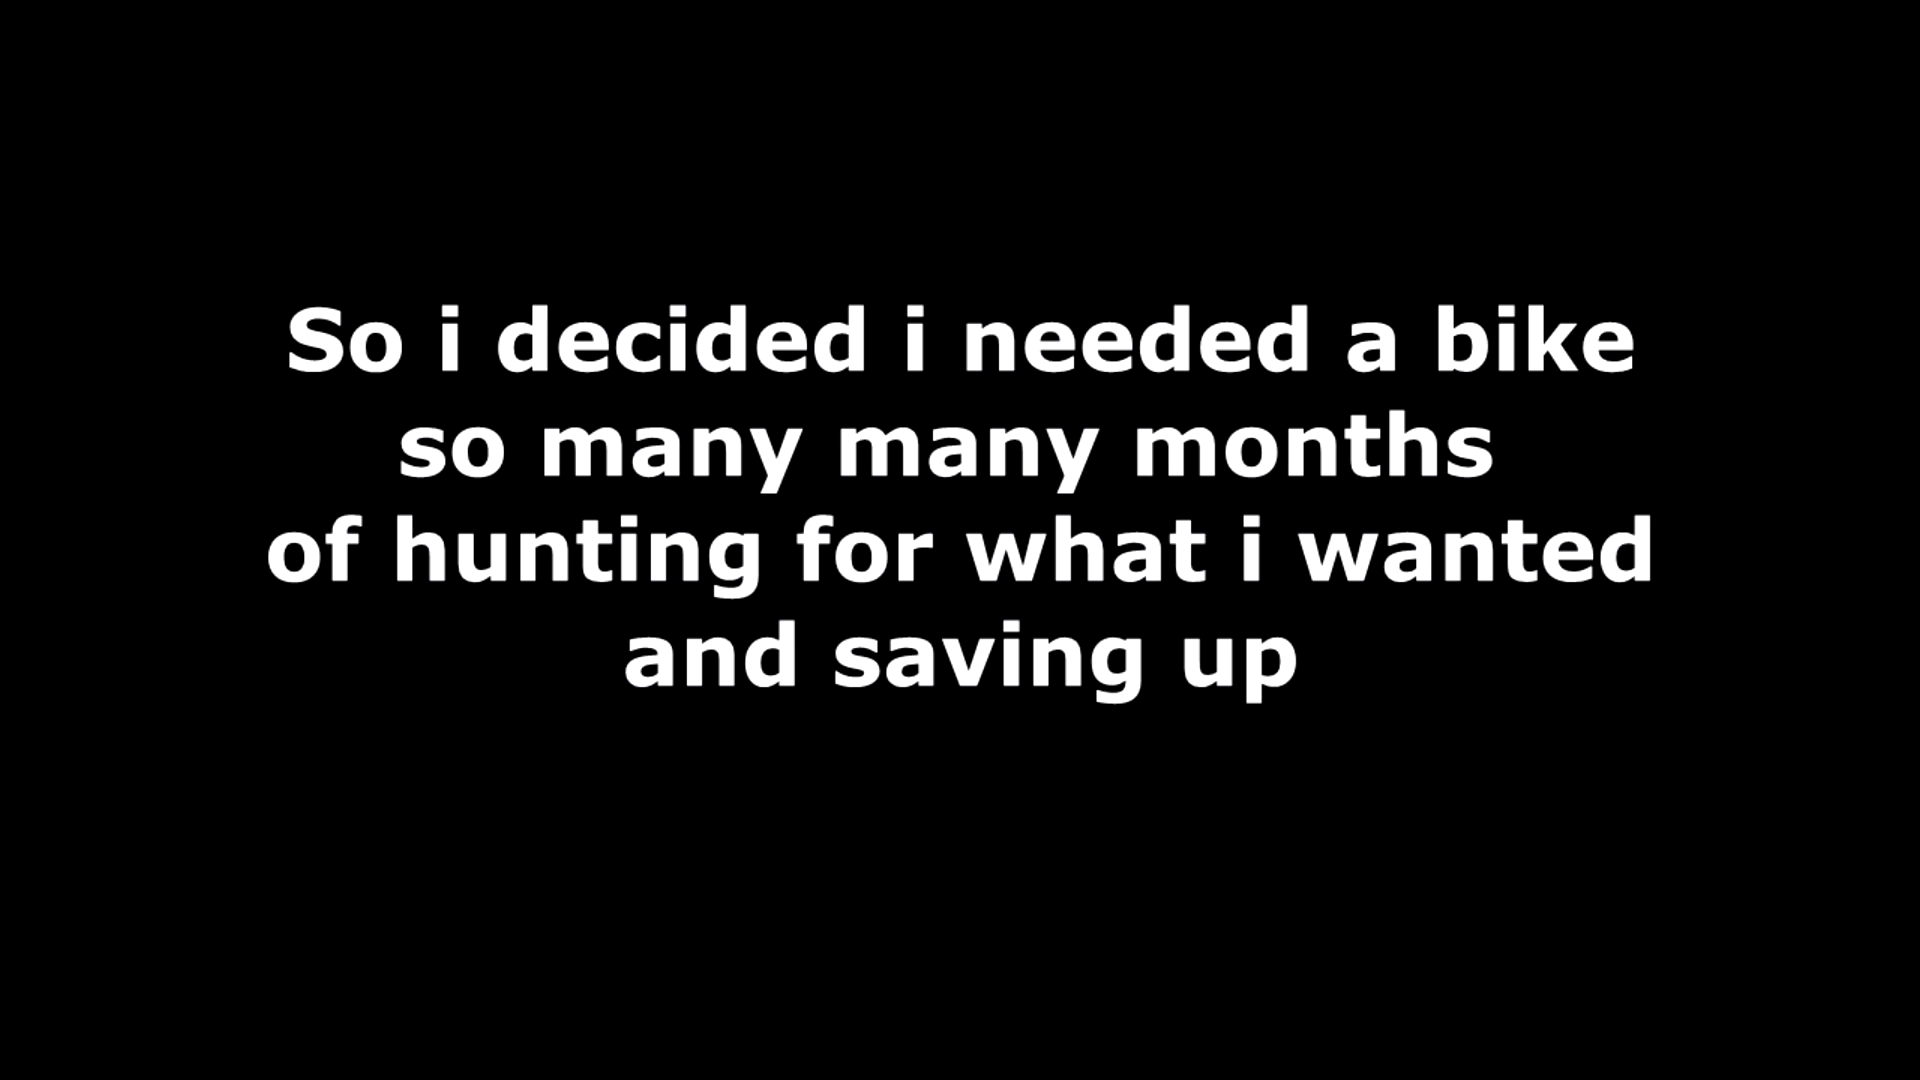 So i decided i needed a bike
so many many months
of hunting for what i wanted
and saving up